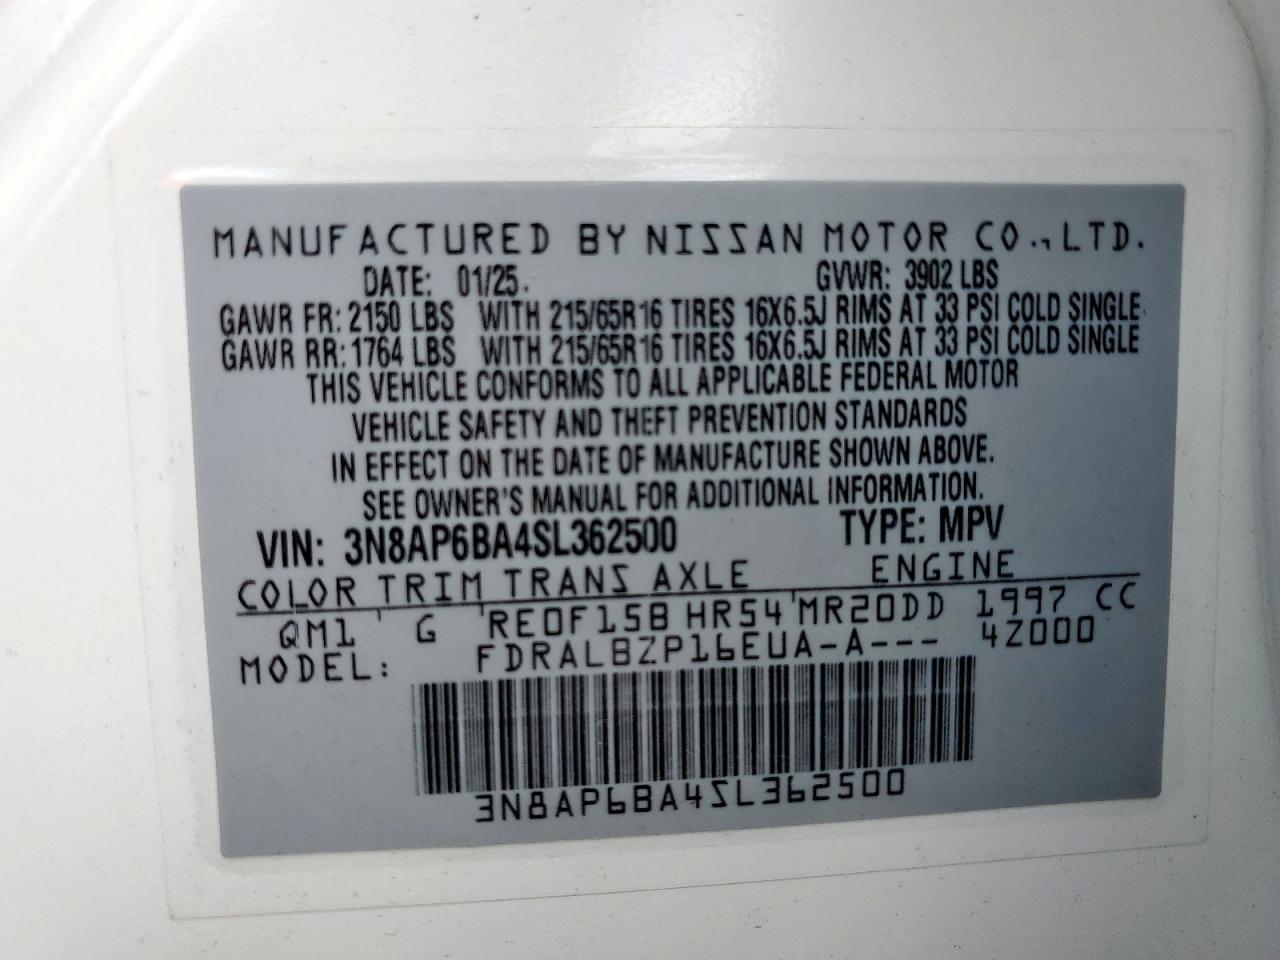 MANUFACTURED BY NISSAN MOTOR CO., LTD.
DATE: 01/25. GVWR: 3902 LBS
GAWR FR: 2150 LBS WITH 215/65R16 TIRES 16X6.5J RIMS AT 33 PSI COLD SINGLE
GAWR RR: 1764 LBS WITH 215/65R16 TIRES 16X6.5J RIMS AT 33 PSI COLD SINGLE
THIS VEHICLE CONFORMS TO ALL APPLICABLE FEDERAL MOTOR
VEHICLE SAFETY AND THEFT PREVENTION STANDARDS
IN EFFECT ON THE DATE OF MANUFACTURE SHOWN ABOVE.
SEE OWNER'S MANUAL FOR ADDITIONAL INFORMATION.
VIN: 3N8AP6BA4SL362500 TYPE: MPV
COLOR TRIM TRANS AXLE ENGINE
QM1 G RE0F15B HR54 MR20DD 1997 CC
MODEL: FDRALBZP16EUA-A--- 4Z000
3N8AP6BA4SL362500